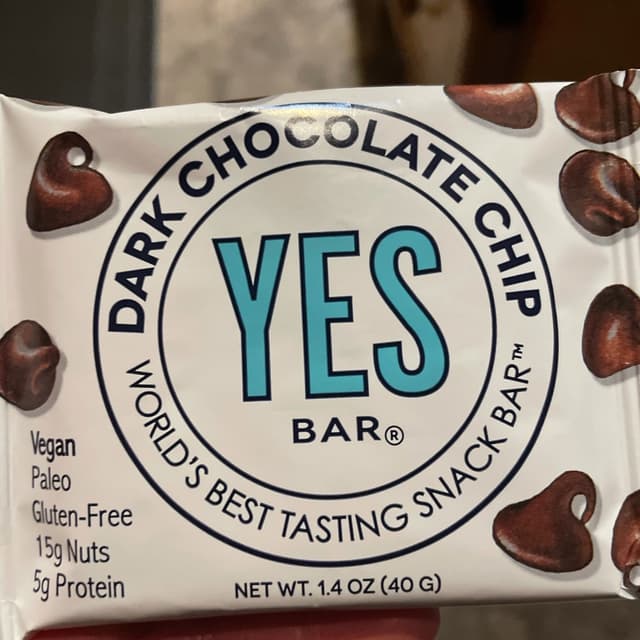 DARK CHOCOLATE CHIP
YES
BAR®
WORLD'S BEST TASTING SNACK BAR™
Vegan
Paleo
Gluten-Free
15g Nuts
5g Protein
NET WT. 1.4 OZ (40 G)